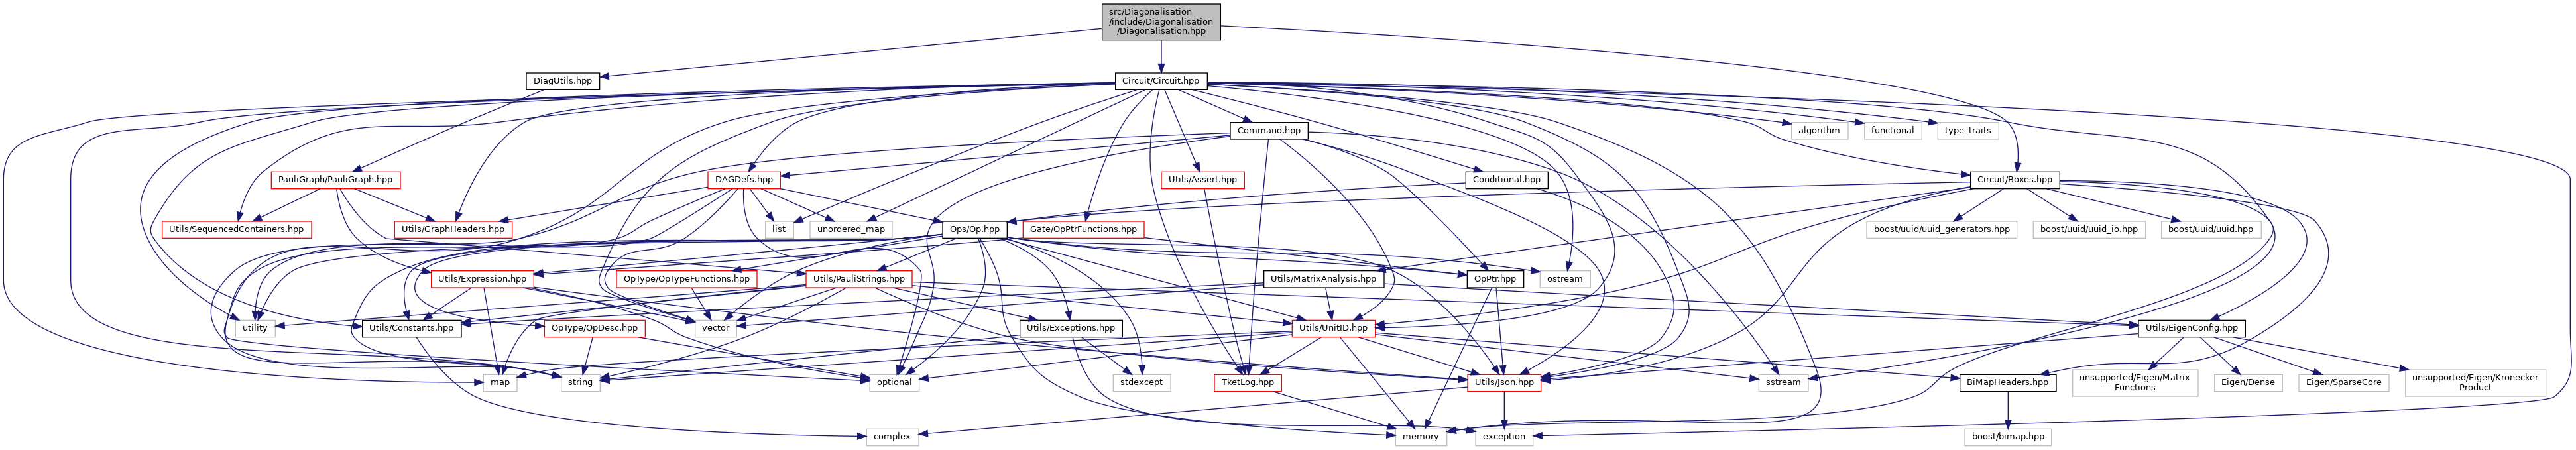 src/Diagonalisation
/include/Diagonalisation
/Diagonalisation.hpp
DiagUtils.hpp
Circuit/Circuit.hpp
Command.hpp
algorithm
functional
type_traits
PauliGraph/PauliGraph.hpp
DAGDefs.hpp
Utils/Assert.hpp
Conditional.hpp
Circuit/Boxes.hpp
Utils/SequencedContainers.hpp
Utils/GraphHeaders.hpp
list
unordered_map
Ops/Op.hpp
Gate/OpPtrFunctions.hpp
boost/uuid/uuid_generators.hpp
boost/uuid/uuid_io.hpp
boost/uuid/uuid.hpp
Utils/Expression.hpp
OpType/OpTypeFunctions.hpp
Utils/PauliStrings.hpp
Utils/MatrixAnalysis.hpp
OpPtr.hpp
ostream
utility
Utils/Constants.hpp
OpType/OpDesc.hpp
vector
Utils/Exceptions.hpp
Utils/UnitID.hpp
Utils/EigenConfig.hpp
map
string
optional
stdexcept
TketLog.hpp
Utils/Json.hpp
sstream
BiMapHeaders.hpp
unsupported/Eigen/Matrix
Functions
Eigen/Dense
Eigen/SparseCore
unsupported/Eigen/Kronecker
Product
complex
memory
exception
boost/bimap.hpp